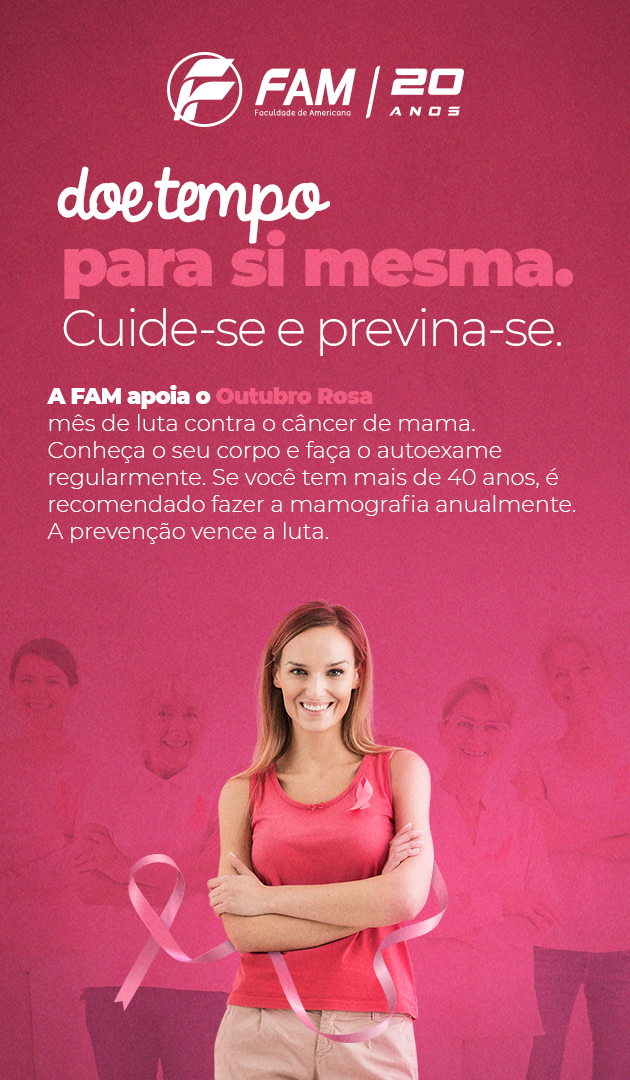 FAM
Faculdade de Americana
20
ANOS
doe tempo
para si mesma.
Cuide-se e previna-se.
A FAM apoia o Outubro Rosa
mês de luta contra o câncer de mama.
Conheça o seu corpo e faça o autoexame
regularmente. Se você tem mais de 40 anos, é
recomendado fazer a mamografia anualmente.
A prevenção vence a luta.